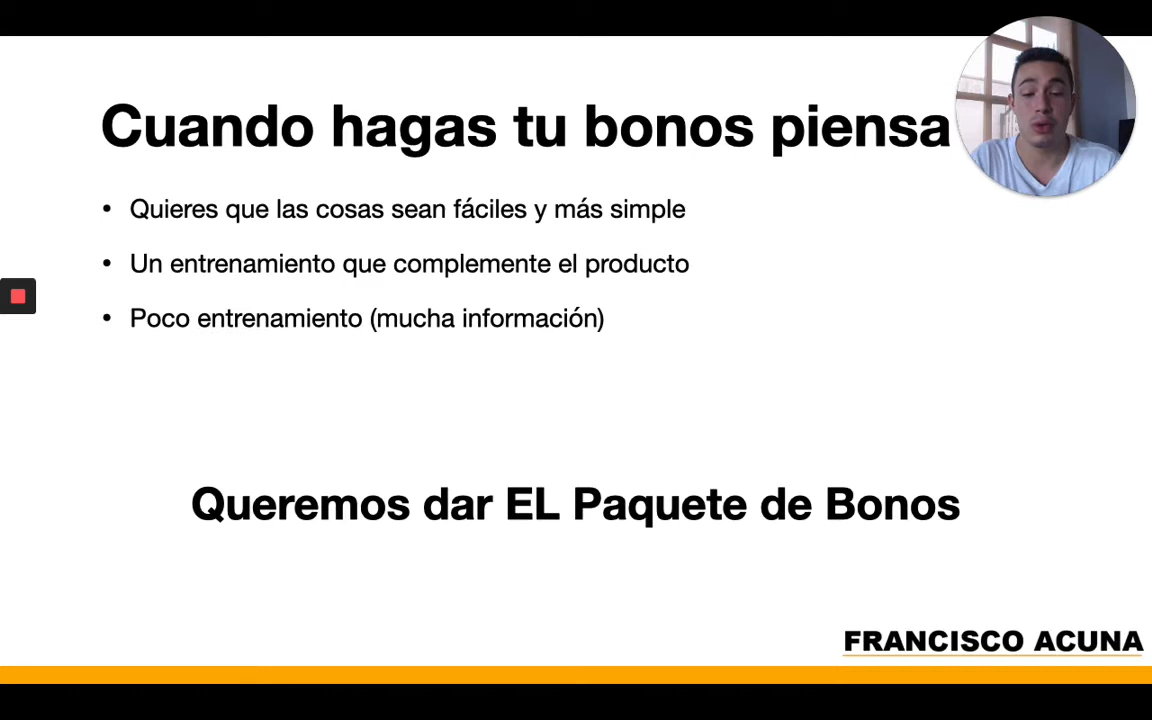 Cuando hagas tu bonos piensa
• Quieres que las cosas sean fáciles y más simple
• Un entrenamiento que complemente el producto
• Poco entrenamiento (mucha información)
Queremos dar EL Paquete de Bonos
FRANCISCO ACUNA